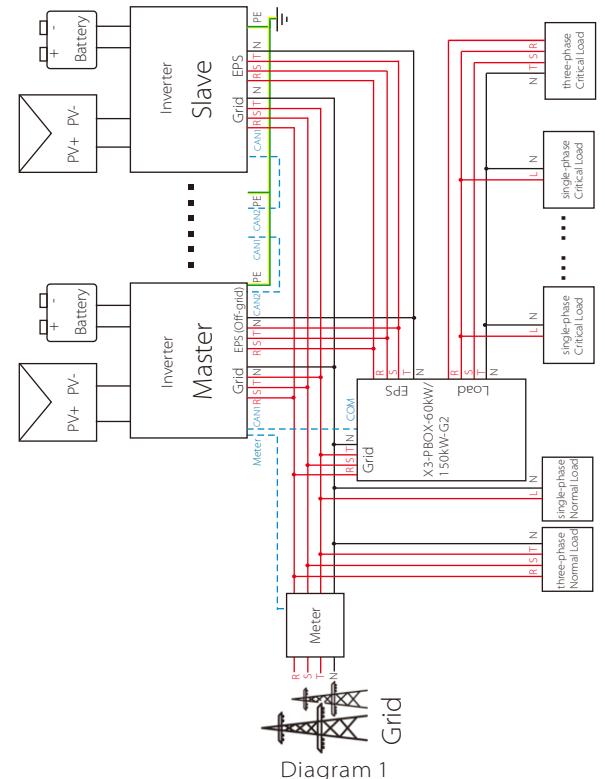 - +
Battery
PV+ PV-
Inverter
Slave
PE
R S T N
EPS
R S T N
Grid
CAN1
PE
CAN2
CAN1
- +
Battery
PV+ PV-
Inverter
Master
PE
CAN2
R S T N
EPS (Off-grid)
R S T N
Grid
CAN1
Meter
COM
R S T N
Grid
X3-PBOX-60kW/
150kW-G2
R S T N
EPS
R S T N
Load
N T S R
three-phase
Critical Load
L N
single-phase
Critical Load
L N
single-phase
Critical Load
L N
single-phase
Normal Load
R S T N
three-phase
Normal Load
Meter
R
S
T
N
Grid
Diagram 1